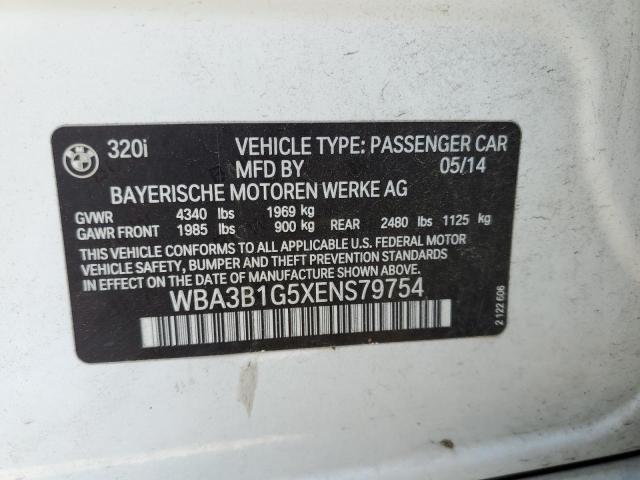 320i VEHICLE TYPE: PASSENGER CAR
MFD BY 05/14
BAYERISCHE MOTOREN WERKE AG
GVWR 4340 lbs 1969 kg
GAWR FRONT 1985 lbs 900 kg REAR 2480 lbs 1125 kg
THIS VEHICLE CONFORMS TO ALL APPLICABLE U.S. FEDERAL MOTOR
VEHICLE SAFETY, BUMPER AND THEFT PREVENTION STANDARDS
IN EFFECT ON THE DATE OF MANUFACTURE SHOWN ABOVE.
WBA3B1G5XENS79754
2 122 606